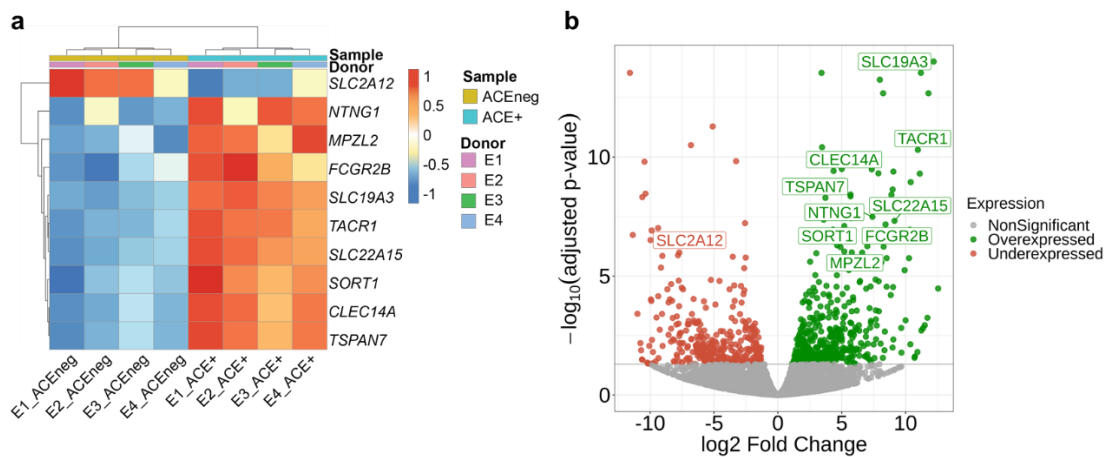 a
Sample
Donor
SLC2A12
NTNG1
MPZL2
FCGR2B
SLC19A3
TACR1
SLC22A15
SORT1
CLEC14A
TSPAN7
E1_ACEneg
E2_ACEneg
E3_ACEneg
E4_ACEneg
E1_ACE+
E2_ACE+
E3_ACE+
E4_ACE+
1
0.5
0
-0.5
-1
Sample
ACEneg
ACE+
Donor
E1
E2
E3
E4
b
−log10(adjusted p-value)
10
5
0
SLC19A3
TACR1
CLEC14A
TSPAN7
SLC22A15
NTNG1
SORT1
FCGR2B
SLC2A12
MPZL2
-10
-5
0
5
10
log2 Fold Change
Expression
NonSignificant
Overexpressed
Underexpressed